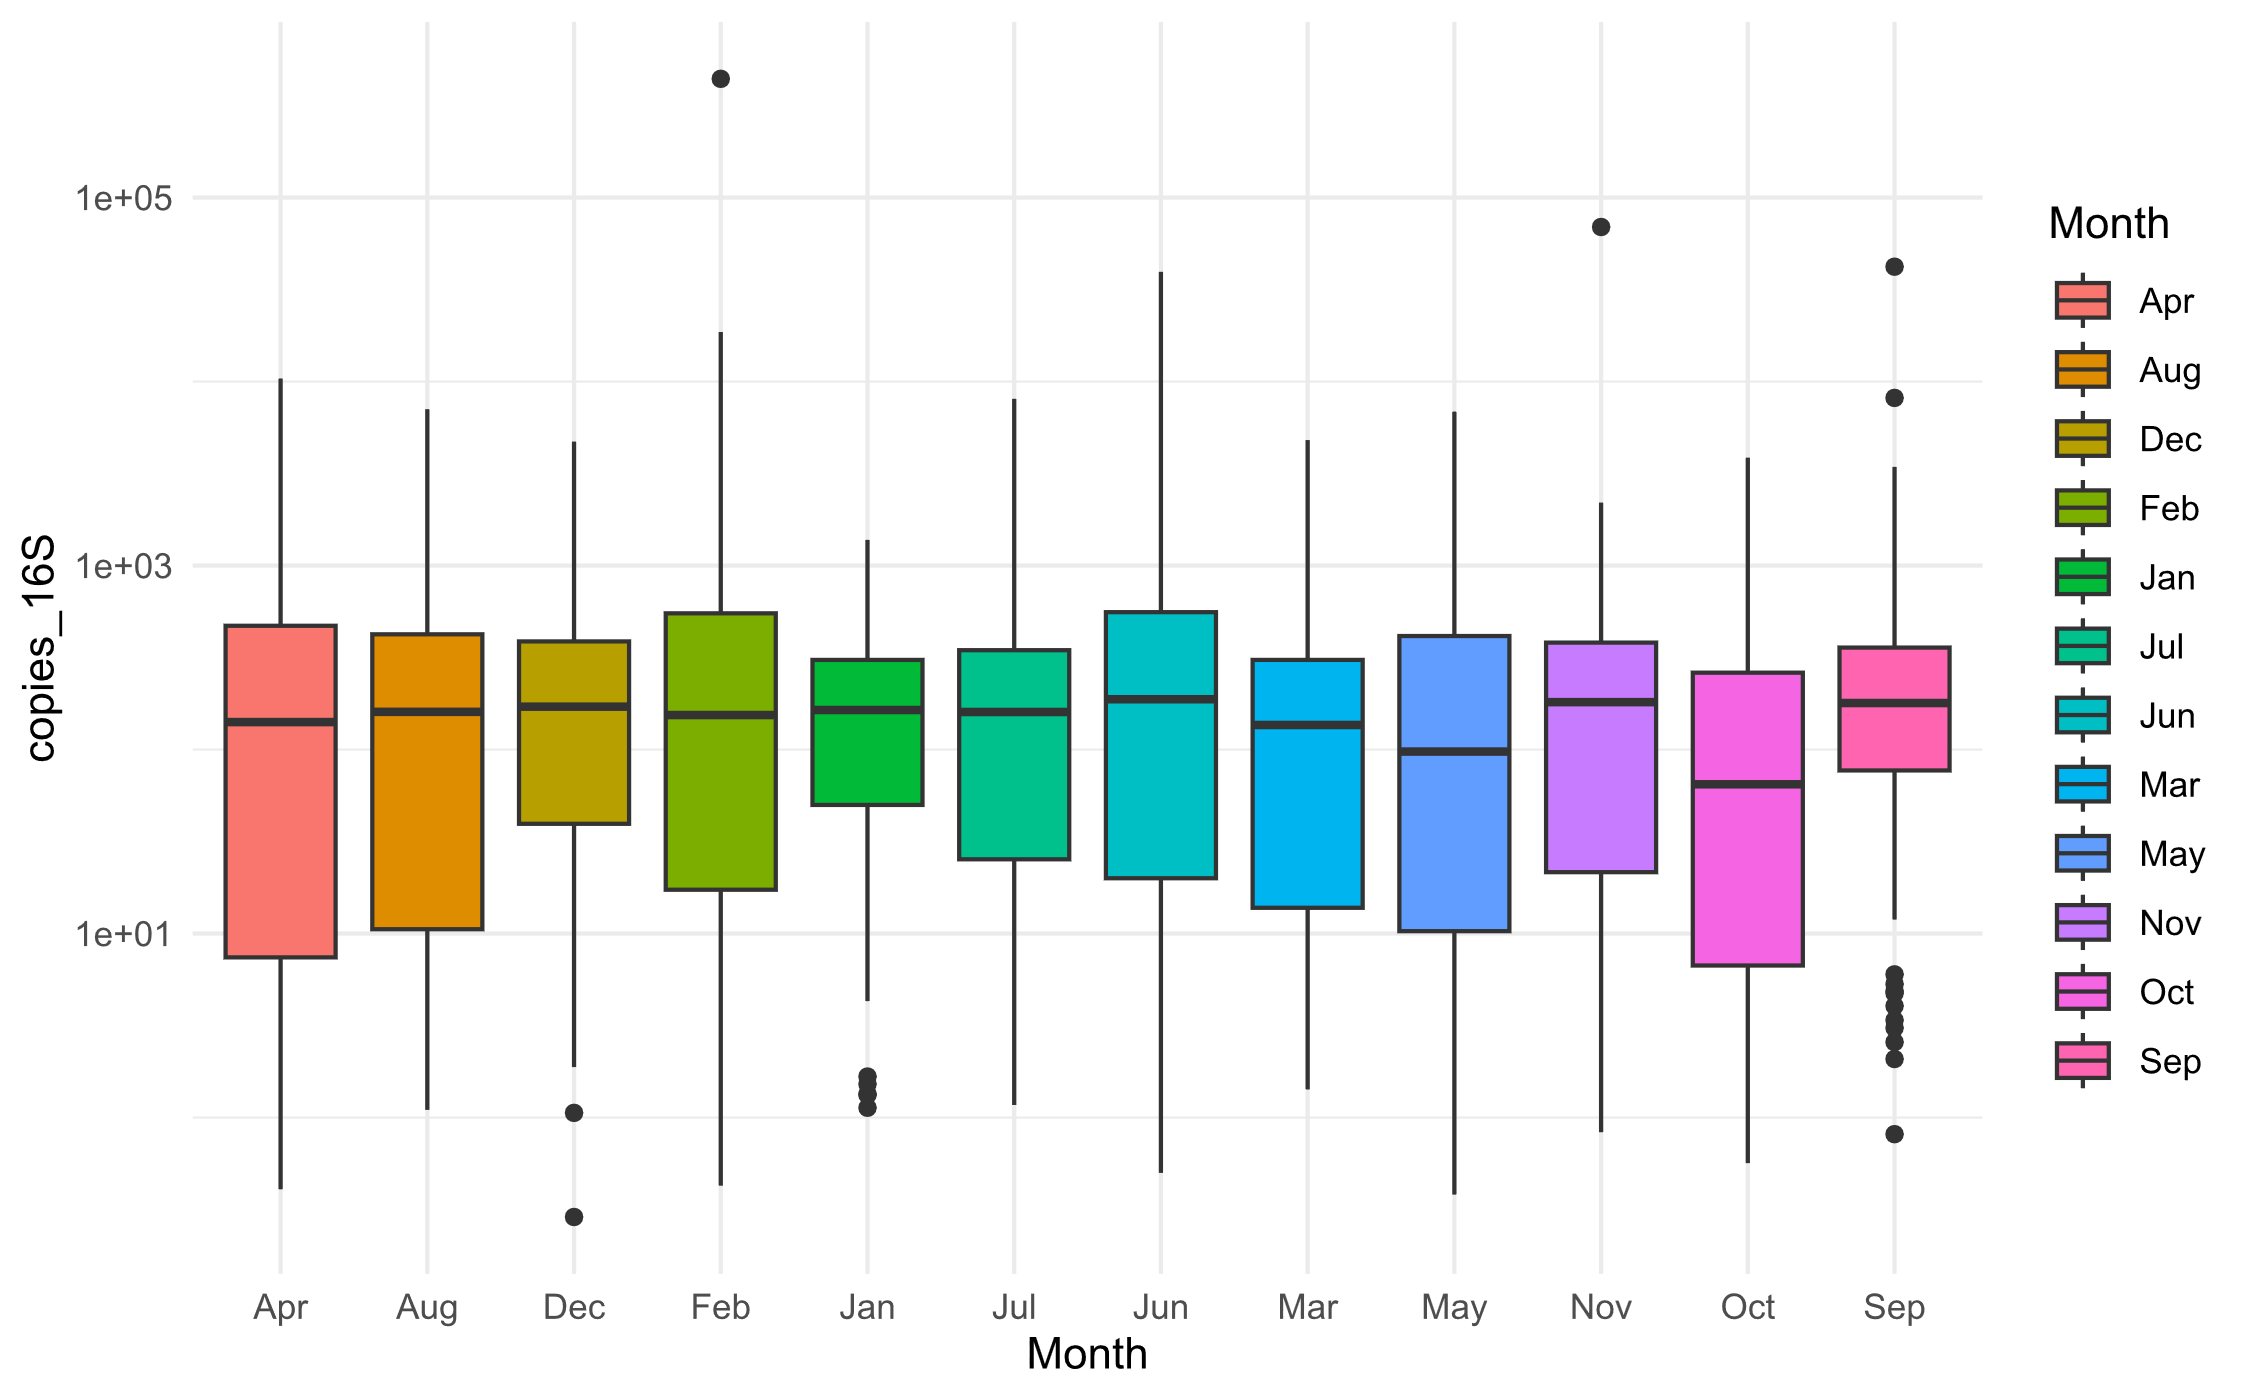 1e+05
1e+03
1e+01
copies_16S
Apr Aug Dec Feb Jan Jul Jun Mar May Nov Oct Sep
Month
Month
Apr
Aug
Dec
Feb
Jan
Jul
Jun
Mar
May
Nov
Oct
Sep